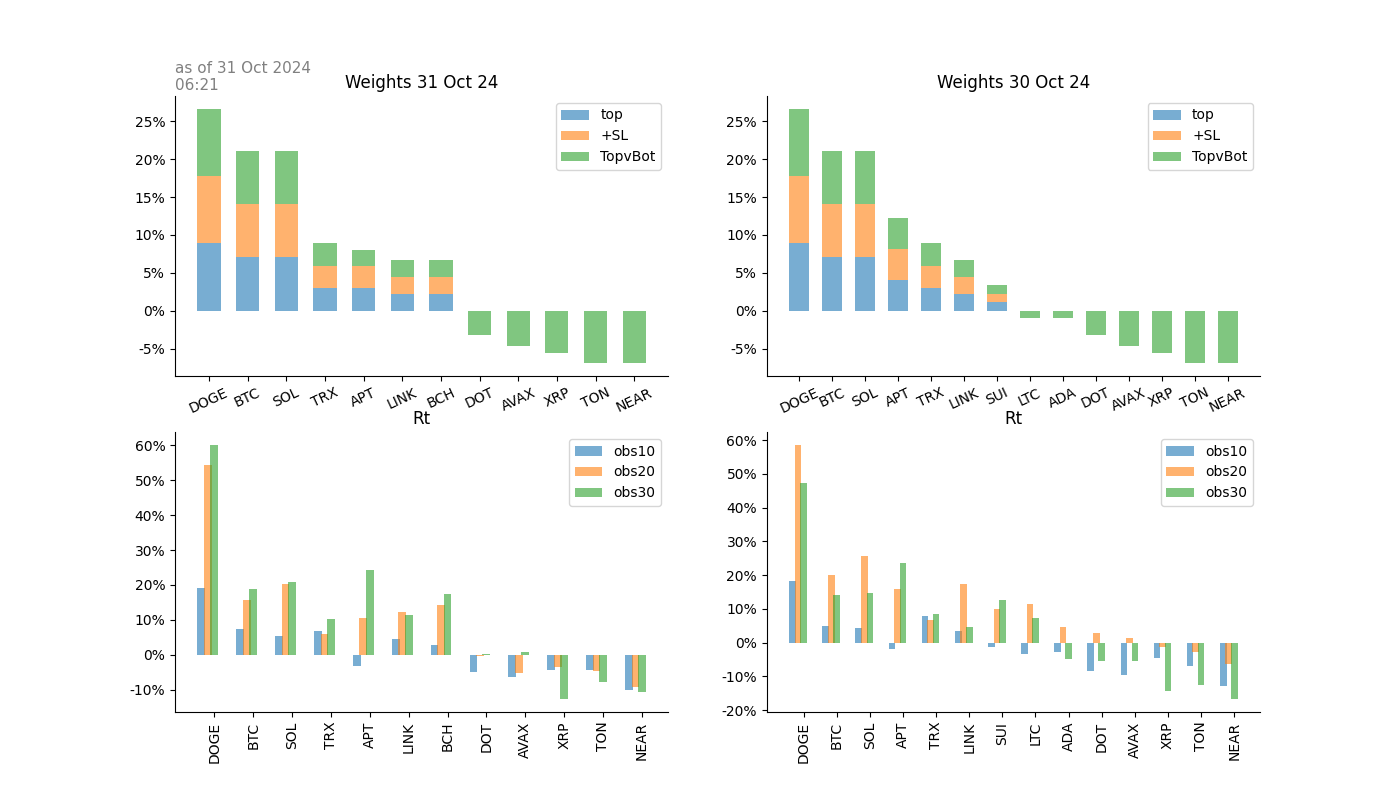 as of 31 Oct 2024
06:21
Weights 31 Oct 24
25%
20%
15%
10%
5%
0%
-5%
top
+SL
TopvBot
DOGE BTC SOL TRX APT LINK BCH DOT AVAX XRP TON NEAR
Weights 30 Oct 24
25%
20%
15%
10%
5%
0%
-5%
top
+SL
TopvBot
DOGE BTC SOL APT TRX LINK SUI LTC ADA DOT AVAX XRP TON NEAR
Rt
60%
50%
40%
30%
20%
10%
0%
-10%
obs10
obs20
obs30
DOGE BTC SOL TRX APT LINK BCH DOT AVAX XRP TON NEAR
Rt
60%
50%
40%
30%
20%
10%
0%
-10%
-20%
obs10
obs20
obs30
DOGE BTC SOL APT TRX LINK SUI LTC ADA DOT AVAX XRP TON NEAR